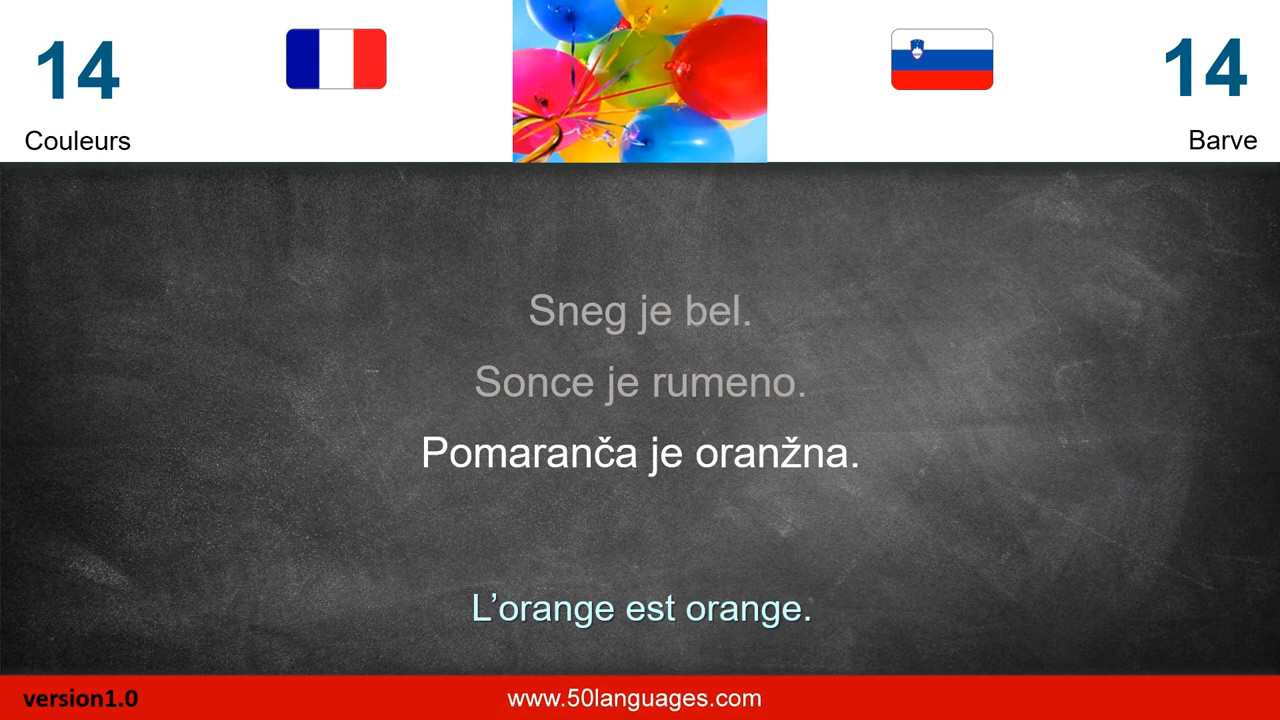 14
14
Couleurs
Barve
Sneg je bel.
Sonce je rumeno.
Pomaranča je oranžna.
L’orange est orange.
version1.0
www.50languages.com